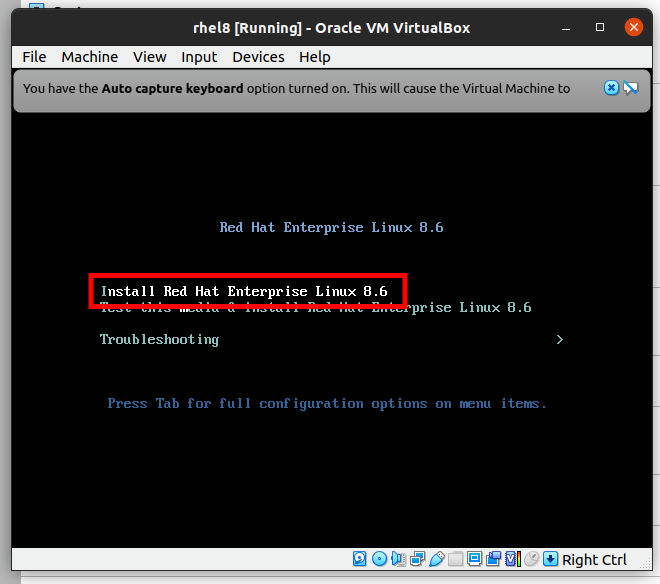 rhel8 [Running] - Oracle VM VirtualBox
File Machine View Input Devices Help
You have the Auto capture keyboard option turned on. This will cause the Virtual Machine to
Red Hat Enterprise Linux 8.6
Install Red Hat Enterprise Linux 8.6
Test this media & install Red Hat Enterprise Linux 8.6
Troubleshooting >
Press Tab for full configuration options on menu items.
Right Ctrl